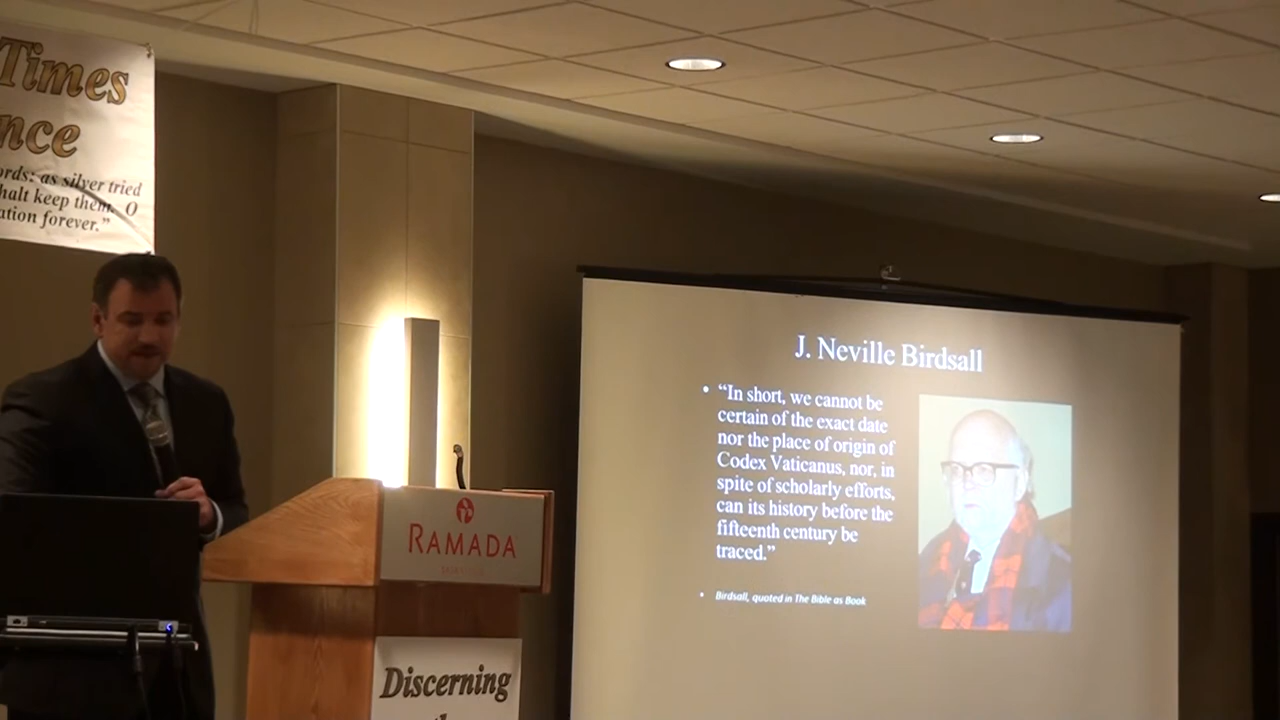 Times
nce
ords: as silver tried
halt keep them, O
ation forever.”
J. Neville Birdsall
• “In short, we cannot be
certain of the exact date
nor the place of origin of
Codex Vaticanus, nor, in
spite of scholarly efforts,
can its history before the
fifteenth century be
traced.”
• Birdsall, quoted in The Bible as Book
RAMADA
Discerning